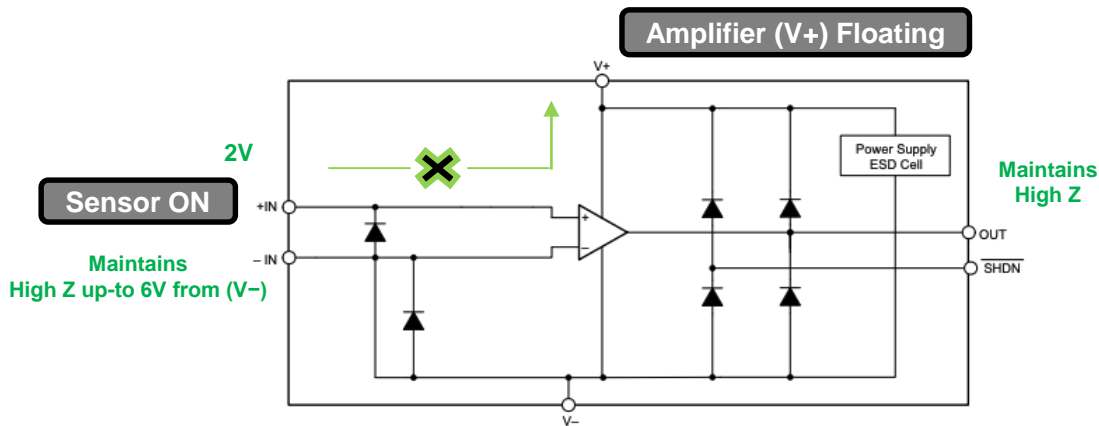 Amplifier (V+) Floating
V+
2V
Power Supply
ESD Cell
Maintains
High Z
Sensor ON
+IN
+
−
− IN
OUT
SHDN
Maintains
High Z up-to 6V from (V−)
V−